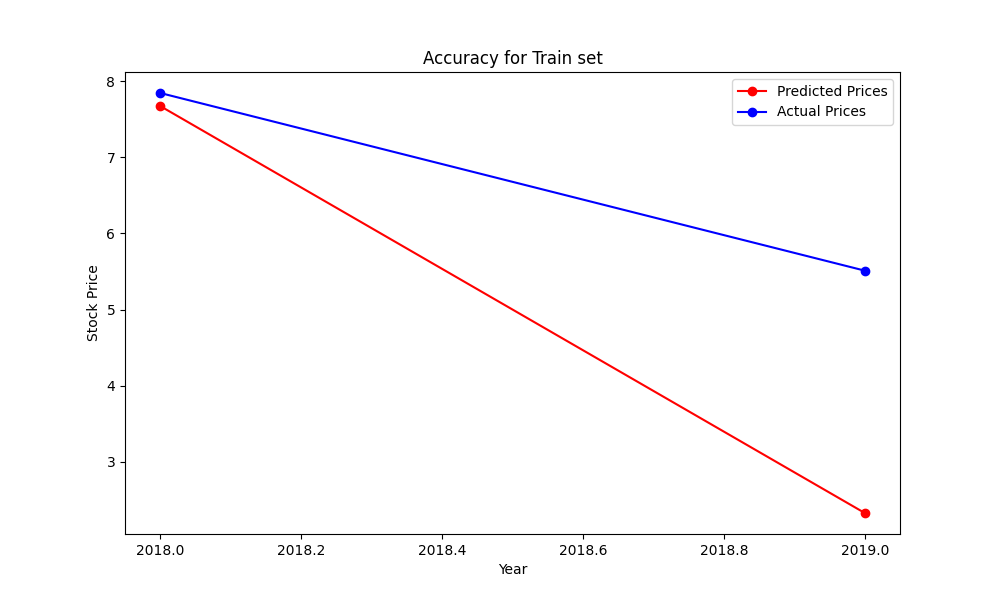 Accuracy for Train set
Predicted Prices
Actual Prices
8
7
6
5
4
3
Stock Price
2018.0 2018.2 2018.4 2018.6 2018.8 2019.0
Year